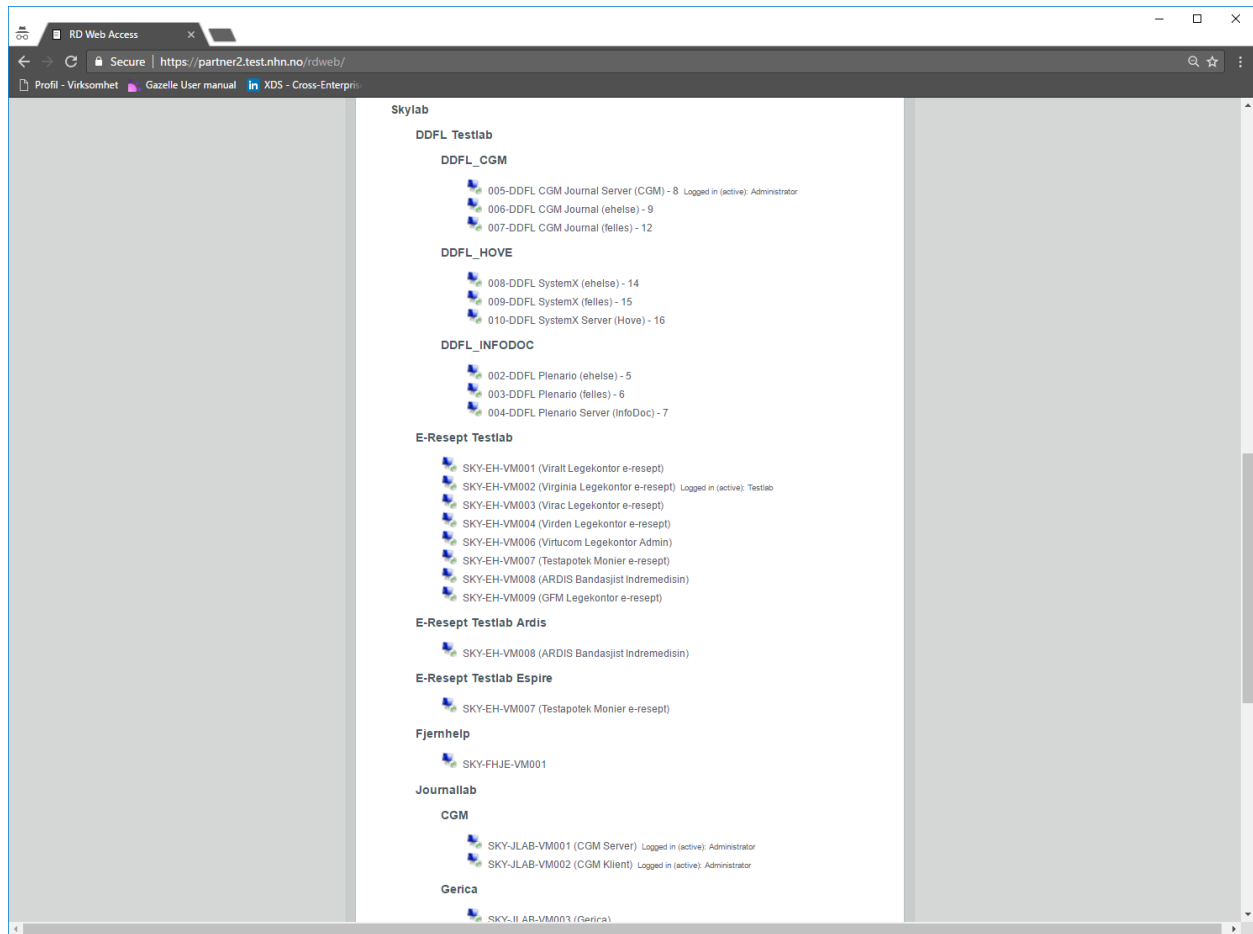 RD Web Access
Secure | https://partner2.test.nhn.no/rdweb/
Profil - Virksomhet Gazelle User manual in XDS - Cross-Enterpris
Skylab
DDFL Testlab
DDFL_CGM
005-DDFL CGM Journal Server (CGM) - 8 Logged in (active): Administrator
006-DDFL CGM Journal (ehelse) - 9
007-DDFL CGM Journal (felles) - 12
DDFL_HOVE
008-DDFL SystemX (ehelse) - 14
009-DDFL SystemX (felles) - 15
010-DDFL SystemX Server (Hove) - 16
DDFL_INFODOC
002-DDFL Plenario (ehelse) - 5
003-DDFL Plenario (felles) - 6
004-DDFL Plenario Server (InfoDoc) - 7
E-Resept Testlab
SKY-EH-VM001 (Viralt Legekontor e-resept)
SKY-EH-VM002 (Virginia Legekontor e-resept) Logged in (active): Testlab
SKY-EH-VM003 (Virac Legekontor e-resept)
SKY-EH-VM004 (Virden Legekontor e-resept)
SKY-EH-VM006 (Virtucom Legekontor Admin)
SKY-EH-VM007 (Testapotek Monier e-resept)
SKY-EH-VM008 (ARDIS Bandasjist Indremedisin)
SKY-EH-VM009 (GFM Legekontor e-resept)
E-Resept Testlab Ardis
SKY-EH-VM008 (ARDIS Bandasjist Indremedisin)
E-Resept Testlab Espire
SKY-EH-VM007 (Testapotek Monier e-resept)
Fjernhelp
SKY-FHJE-VM001
Journallab
CGM
SKY-JLAB-VM001 (CGM Server) Logged in (active): Administrator
SKY-JLAB-VM002 (CGM Klient) Logged in (active): Administrator
Gerica
SKY-JLAB-VM003 (Gerica)